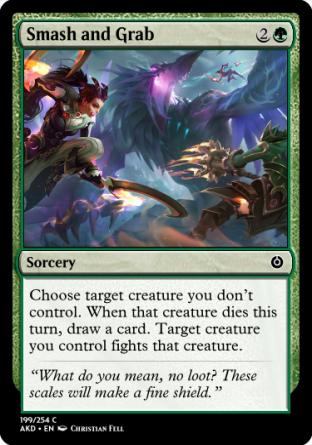 Smash and Grab 2
Sorcery
Choose target creature you don't
control. When that creature dies this
turn, draw a card. Target creature
you control fights that creature.
“What do you mean, no loot? These
scales will make a fine shield.”
199/254 C
AKD • EN Christian Fell